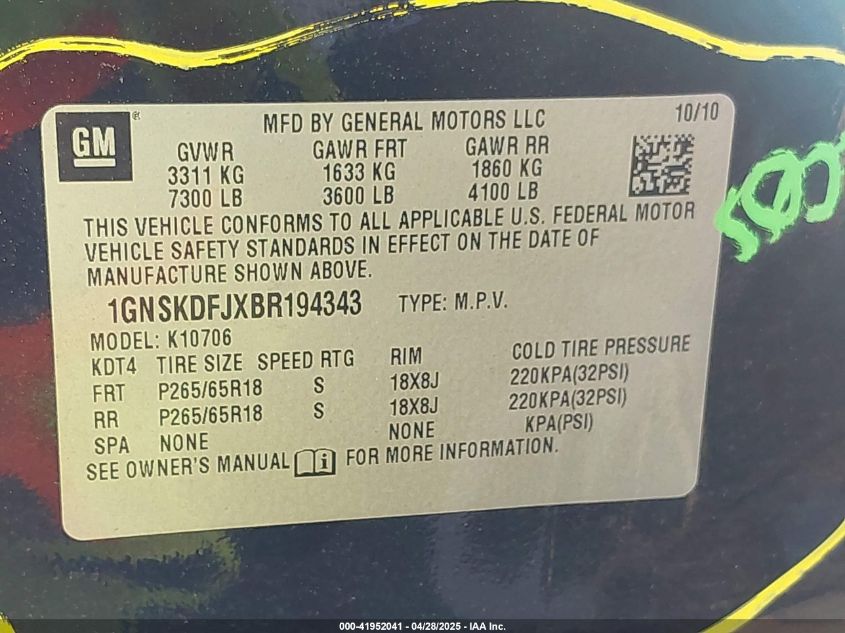 GM
®
MFD BY GENERAL MOTORS LLC
10/10
GVWR GAWR FRT GAWR RR
3311 KG 1633 KG 1860 KG
7300 LB 3600 LB 4100 LB
THIS VEHICLE CONFORMS TO ALL APPLICABLE U.S. FEDERAL MOTOR
VEHICLE SAFETY STANDARDS IN EFFECT ON THE DATE OF
MANUFACTURE SHOWN ABOVE.
1GNSKDFJXBR194343 TYPE: M.P.V.
MODEL: K10706
KDT4 TIRE SIZE SPEED RTG RIM COLD TIRE PRESSURE
FRT P265/65R18 S 18X8J 220KPA(32PSI)
RR P265/65R18 S 18X8J 220KPA(32PSI)
SPA NONE NONE KPA(PSI)
SEE OWNER'S MANUAL i FOR MORE INFORMATION.
000-41952041 - 04/28/2025 - IAA Inc.